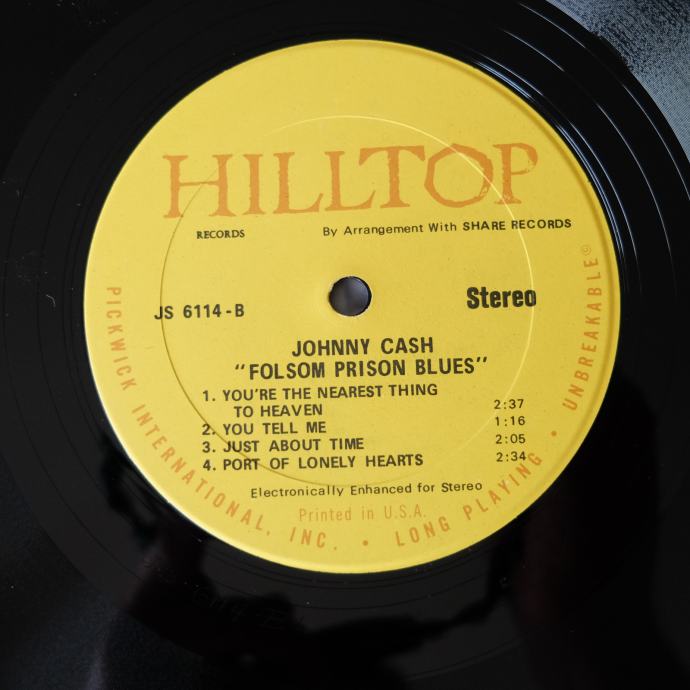 HILLTOP
RECORDS
By Arrangement With SHARE RECORDS
JS 6114-B
Stereo
JOHNNY CASH
"FOLSOM PRISON BLUES"
1. YOU'RE THE NEAREST THING
TO HEAVEN 2:37
2. YOU TELL ME 1:16
3. JUST ABOUT TIME 2:05
4. PORT OF LONELY HEARTS 2:34
Electronically Enhanced for Stereo
Printed in U.S.A.
PICKWICK INTERNATIONAL, INC. • LONG PLAYING • UNBREAKABLE©